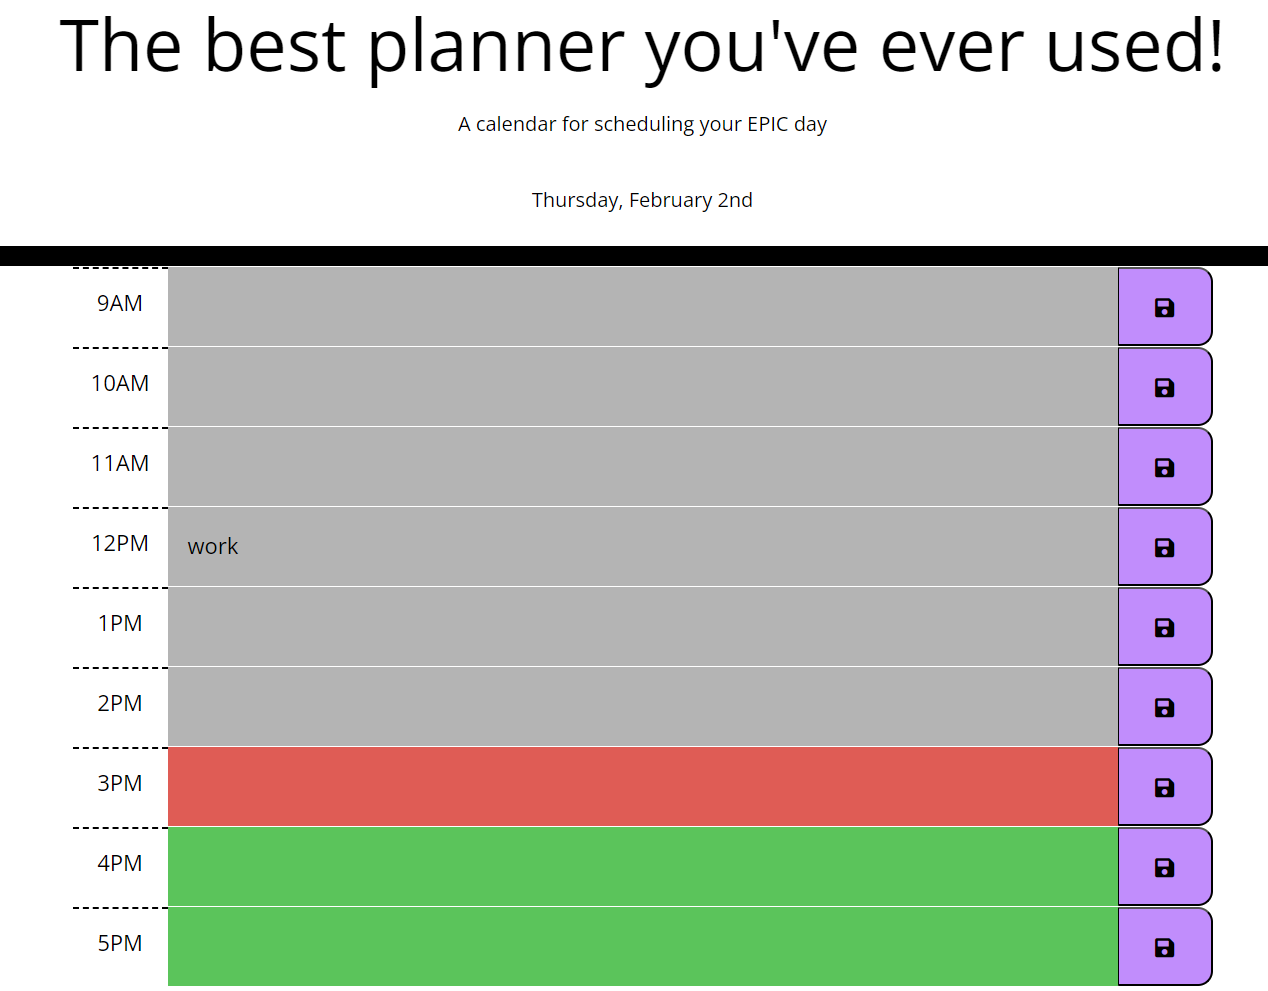 The best planner you've ever used!
A calendar for scheduling your EPIC day
Thursday, February 2nd
9AM
10AM
11AM
12PM work
1PM
2PM
3PM
4PM
5PM